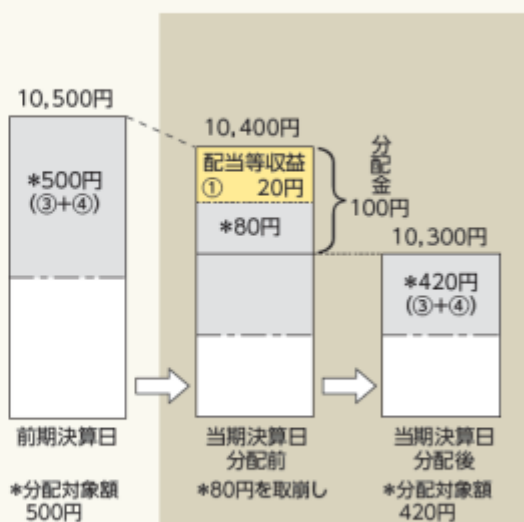 10,500円
*500円
(③+④)
前期決算日
*分配対象額
500円
10,400円
配当等収益
① 20円
*80円
分配金
100円
当期決算日
分配前
*80円を取崩し
10,300円
*420円
(③+④)
当期決算日
分配後
*分配対象額
420円